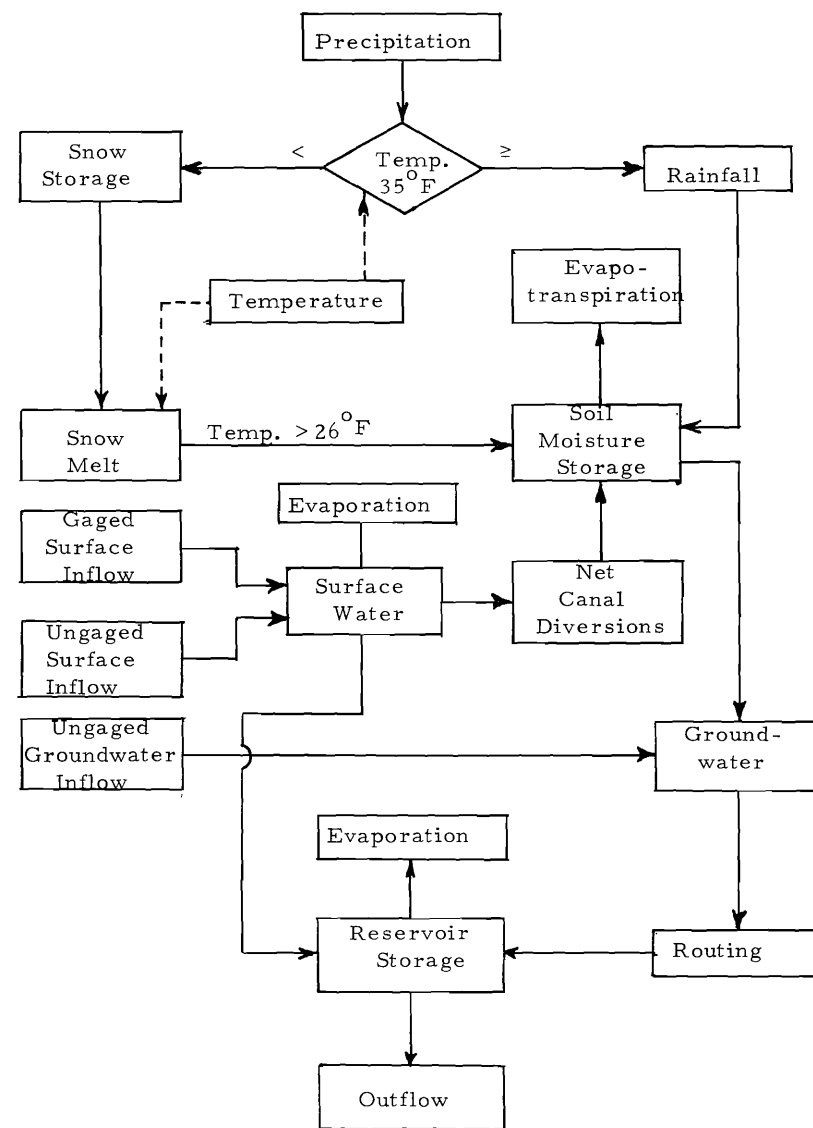 Precipitation
Snow
Storage
<
Temp.
35°F
≥
Rainfall
Temperature
Evapo-
transpiration
Snow
Melt
Temp. >26°F
Soil
Moisture
Storage
Evaporation
Gaged
Surface
Inflow
Surface
Water
Net
Canal
Diversions
Ungaged
Surface
Inflow
Ungaged
Groundwater
Inflow
Ground-
water
Evaporation
Reservoir
Storage
Routing
Outflow